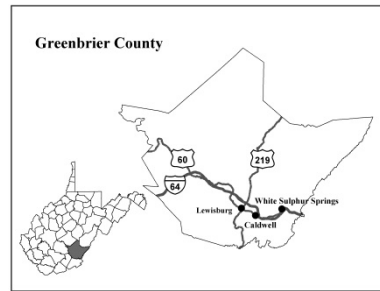 Greenbrier County
60
219
64
White Sulphur Springs
Lewisburg
Caldwell